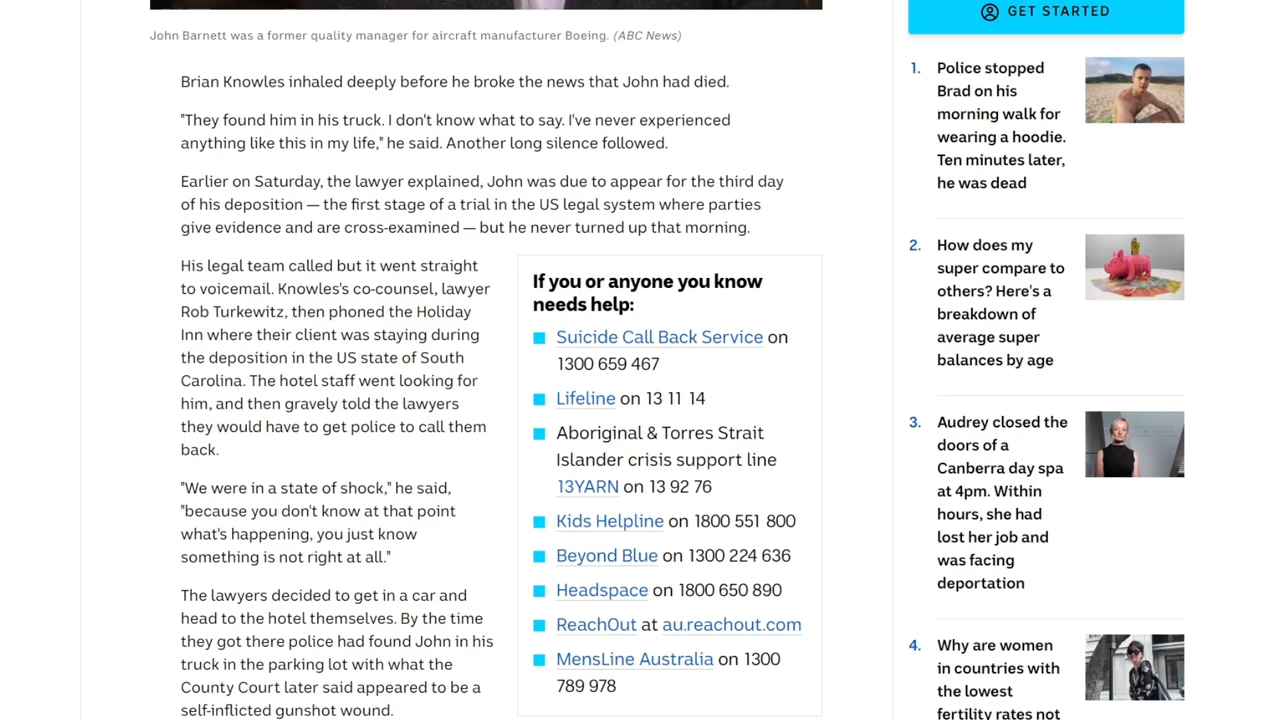 John Barnett was a former quality manager for aircraft manufacturer Boeing. (ABC News)
Brian Knowles inhaled deeply before he broke the news that John had died.
"They found him in his truck. I don't know what to say. I've never experienced
anything like this in my life," he said. Another long silence followed.
Earlier on Saturday, the lawyer explained, John was due to appear for the third day
of his deposition — the first stage of a trial in the US legal system where parties
give evidence and are cross-examined — but he never turned up that morning.
His legal team called but it went straight
to voicemail. Knowles's co-counsel, lawyer
Rob Turkewitz, then phoned the Holiday
Inn where their client was staying during
the deposition in the US state of South
Carolina. The hotel staff went looking for
him, and then gravely told the lawyers
they would have to get police to call them
back.
"We were in a state of shock," he said,
"because you don't know at that point
what's happening, you just know
something is not right at all."
The lawyers decided to get in a car and
head to the hotel themselves. By the time
they got there police had found John in his
truck in the parking lot with what the
County Court later said appeared to be a
self-inflicted gunshot wound.
If you or anyone you know
needs help:
Suicide Call Back Service on
1300 659 467
Lifeline on 13 11 14
Aboriginal & Torres Strait
Islander crisis support line
13YARN on 13 92 76
Kids Helpline on 1800 551 800
Beyond Blue on 1300 224 636
Headspace on 1800 650 890
ReachOut at au.reachout.com
MensLine Australia on 1300
789 978
GET STARTED
1. Police stopped
Brad on his
morning walk for
wearing a hoodie.
Ten minutes later,
he was dead
2. How does my
super compare to
others? Here's a
breakdown of
average super
balances by age
3. Audrey closed the
doors of a
Canberra day spa
at 4pm. Within
hours, she had
lost her job and
was facing
deportation
4. Why are women
in countries with
the lowest
fertility rates not